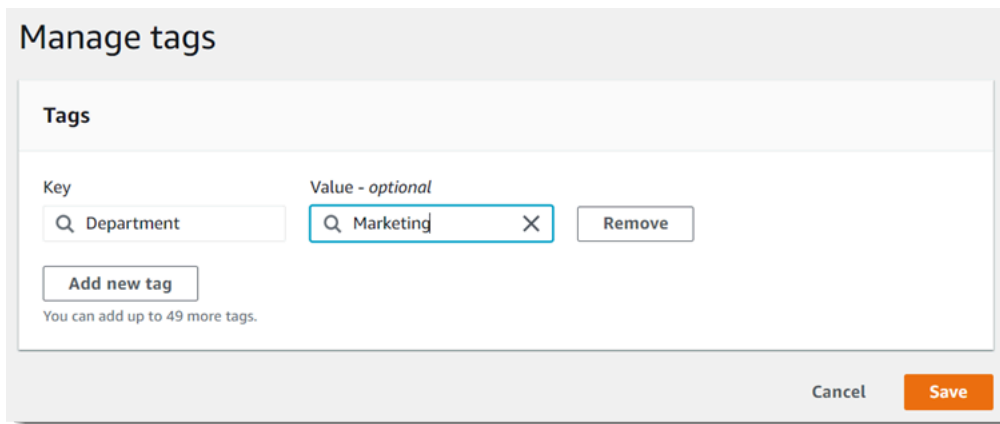 Manage tags
Tags
Key Value - optional
Department Marketing Remove
Add new tag
You can add up to 49 more tags.
Cancel Save